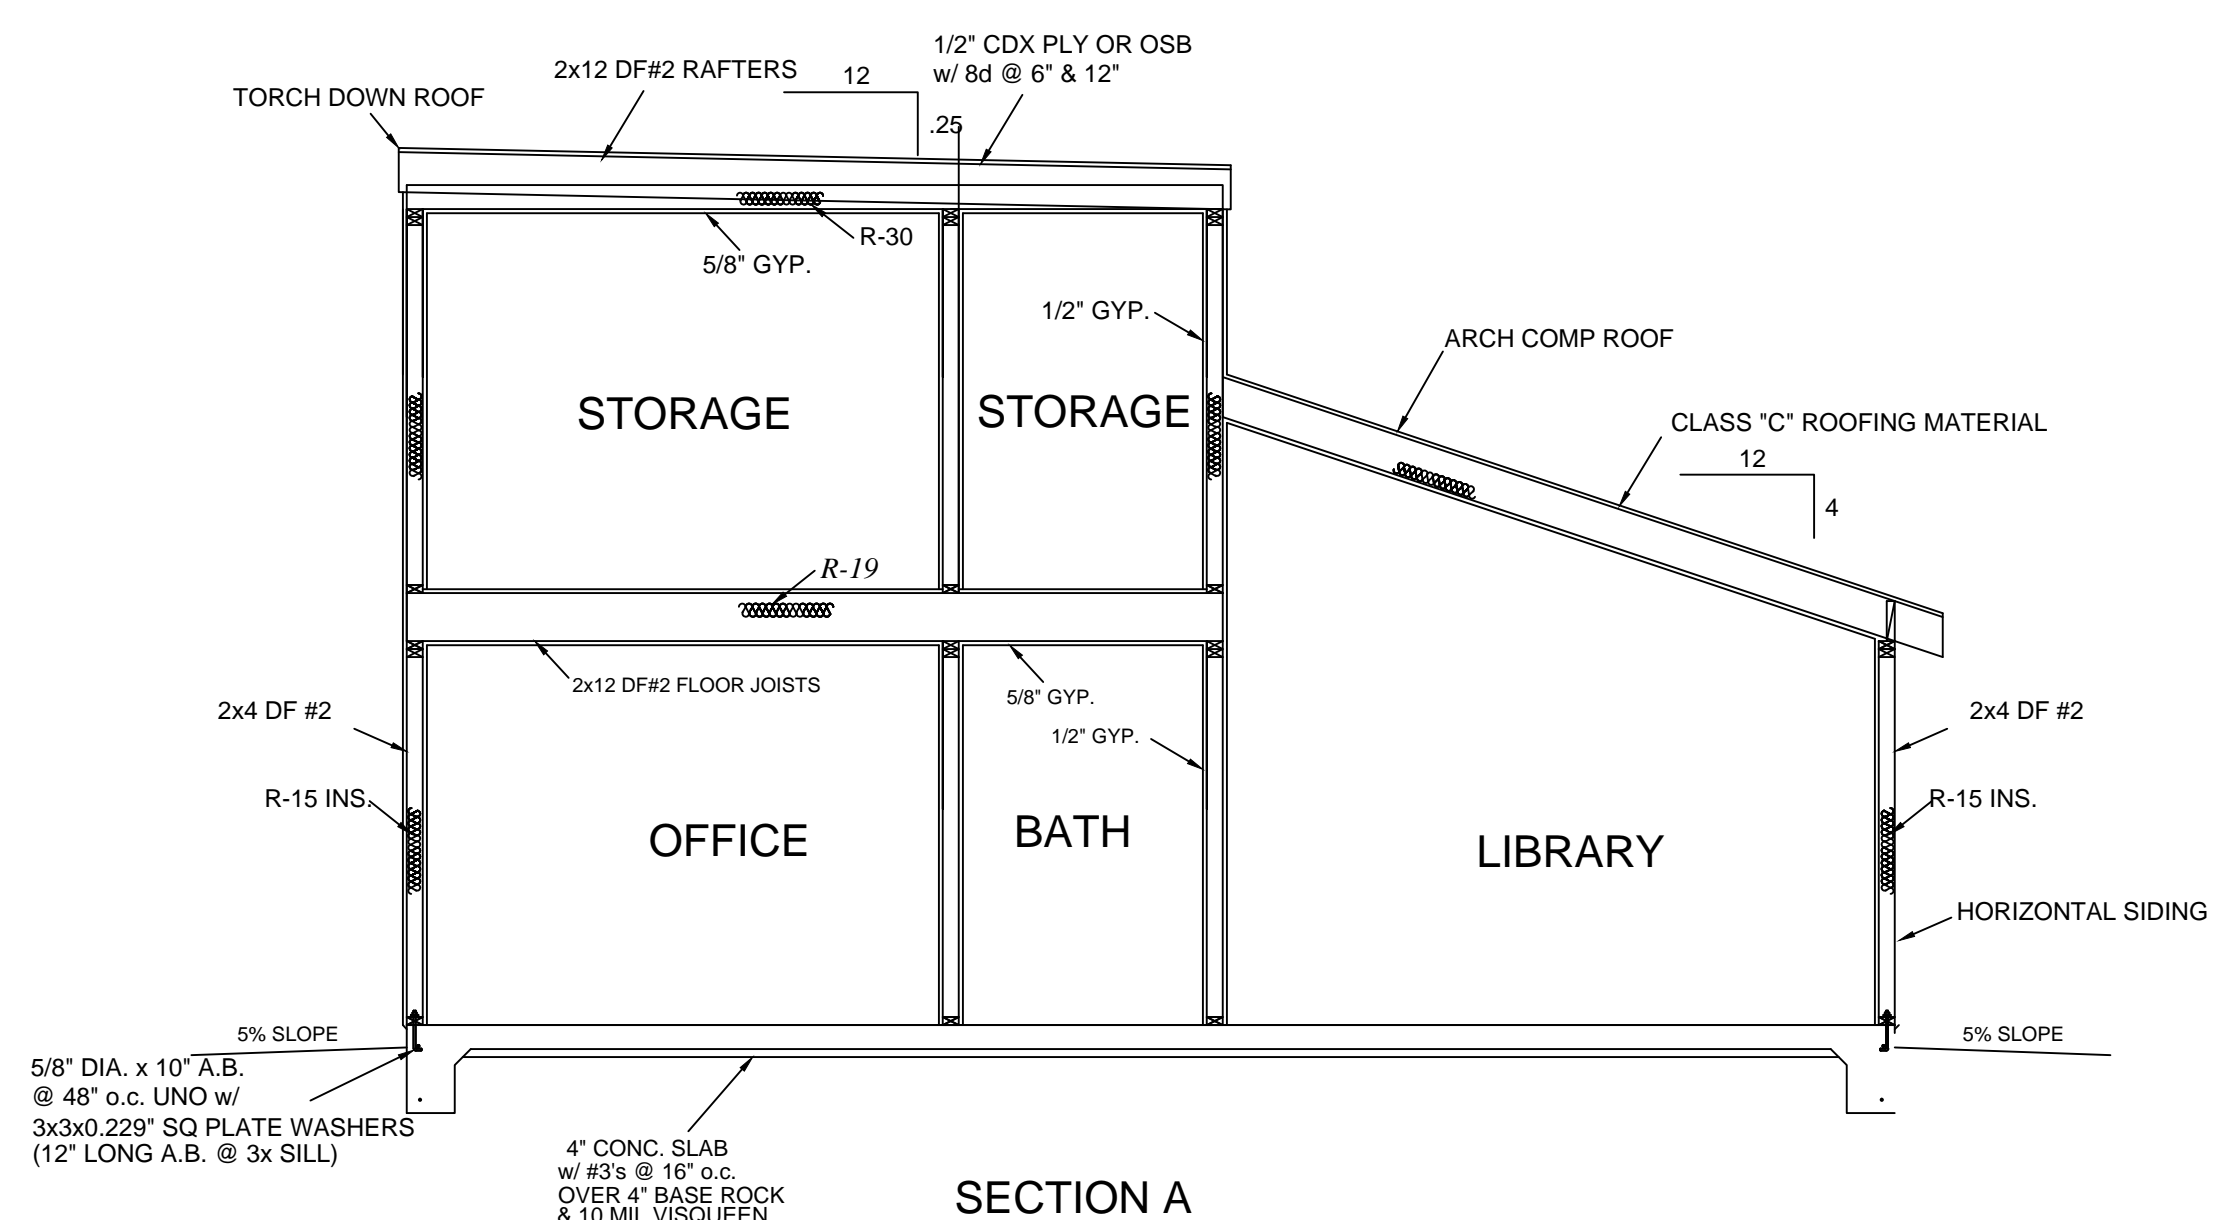 1/2" CDX PLY OR OSB
w/ 8d @ 6" & 12"
2x12 DF#2 RAFTERS
12
.25
TORCH DOWN ROOF
R-30
5/8" GYP.
1/2" GYP.
ARCH COMP ROOF
CLASS "C" ROOFING MATERIAL
12
4
STORAGE
STORAGE
R-19
2x12 DF#2 FLOOR JOISTS
5/8" GYP.
1/2" GYP.
2x4 DF #2
2x4 DF #2
R-15 INS.
R-15 INS.
OFFICE
BATH
LIBRARY
HORIZONTAL SIDING
5% SLOPE
5% SLOPE
5/8" DIA. x 10" A.B.
@ 48" o.c. UNO w/
3x3x0.229" SQ PLATE WASHERS
(12" LONG A.B. @ 3x SILL)
4" CONC. SLAB
w/ #3's @ 16" o.c.
OVER 4" BASE ROCK
& 10 MIL VISQUEEN
SECTION A